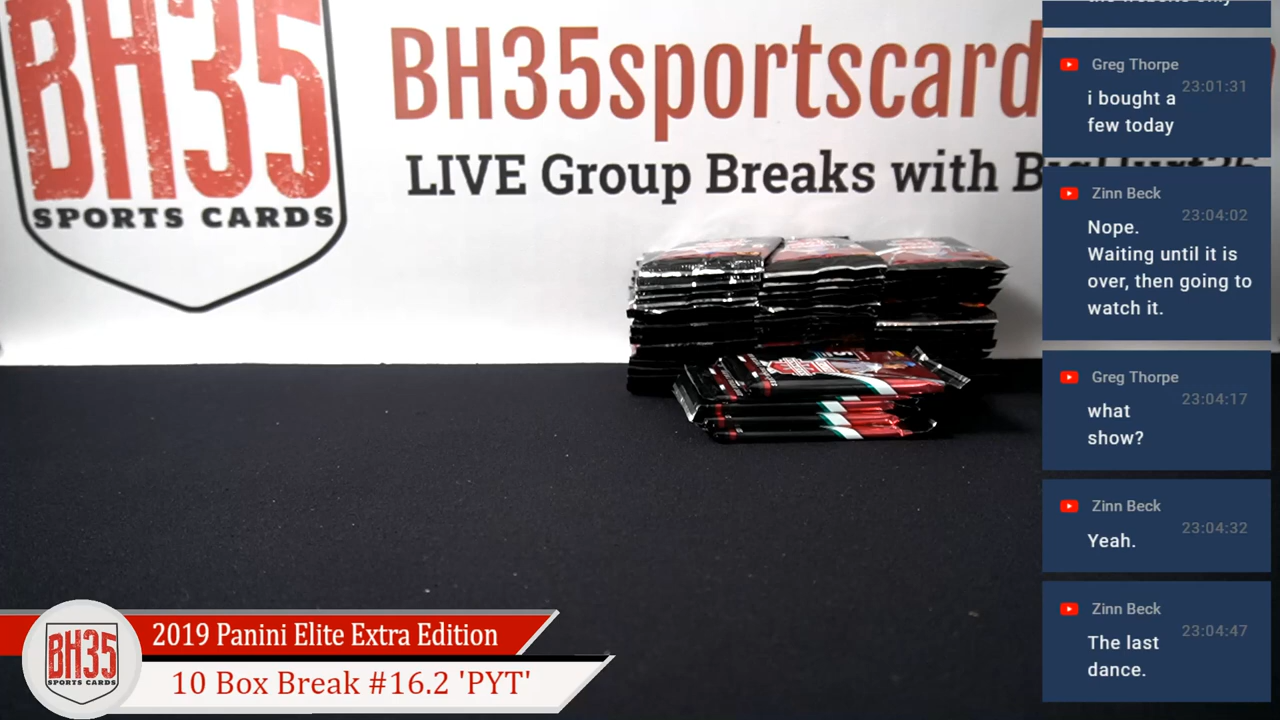 BH35
SPORTS CARDS
BH35sportscard
LIVE Group Breaks with
Greg Thorpe
23:01:31
i bought a
few today
Zinn Beck
23:04:02
Nope.
Waiting until it is
over, then going to
watch it.
Greg Thorpe
23:04:17
what
show?
Zinn Beck
23:04:32
Yeah.
Zinn Beck
23:04:47
The last
dance.
BH35
SPORTS CARDS
2019 Panini Elite Extra Edition
10 Box Break #16.2 'PYT'